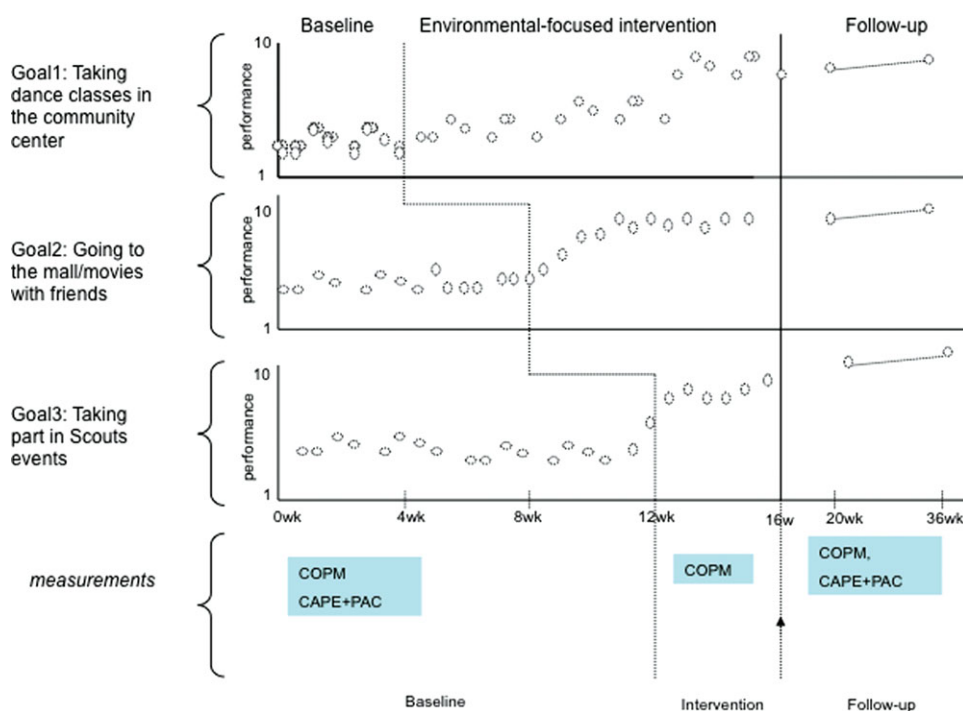 Baseline
Environmental-focused intervention
Follow-up
Goal1: Taking
dance classes in
the community
center
performance
10
1
Goal2: Going to
the mall/movies
with friends
performance
10
1
Goal3: Taking
part in Scouts
events
performance
10
1
0wk
4wk
8wk
12wk
16w
20wk
36wk
measurements
COPM
CAPE+PAC
COPM
COPM,
CAPE+PAC
Baseline
Intervention
Follow-up